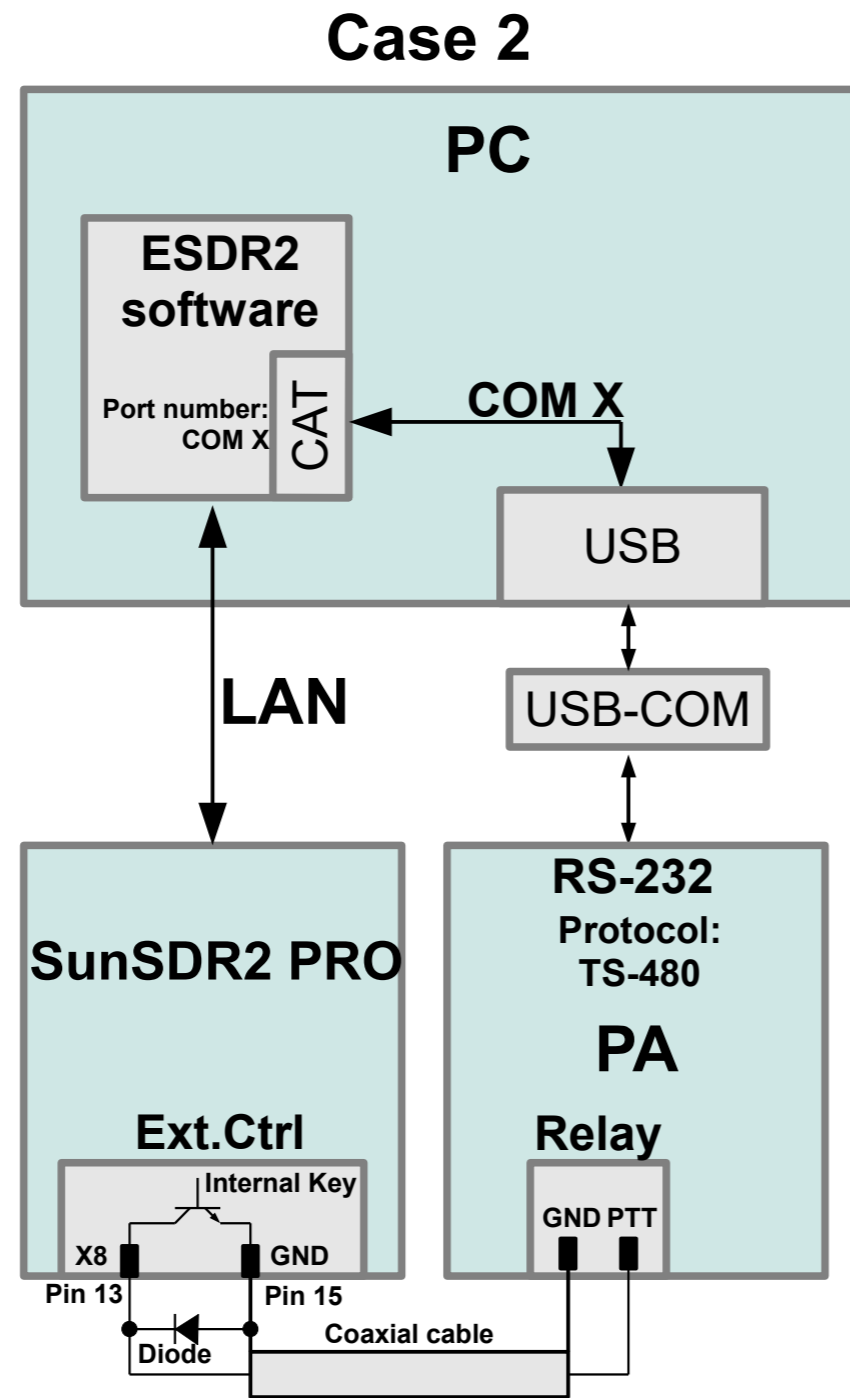 Case 2
PC
ESDR2
software
Port number:
COM X
CAT
COM X
USB
LAN
USB-COM
SunSDR2 PRO
RS-232
Protocol:
TS-480
PA
Ext.Ctrl
Relay
Internal Key
X8
GND
GND PTT
Pin 13
Pin 15
Diode
Coaxial cable